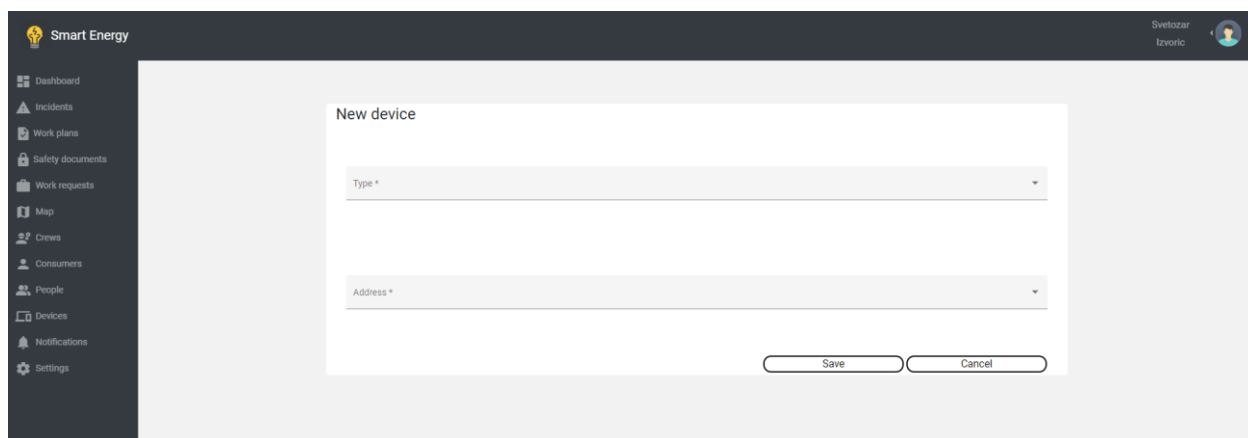 Smart Energy
Svetozar
Izvoric
Dashboard
Incidents
Work plans
Safety documents
Work requests
Map
Crews
Consumers
People
Devices
Notifications
Settings
New device
Type *
Address *
Save
Cancel